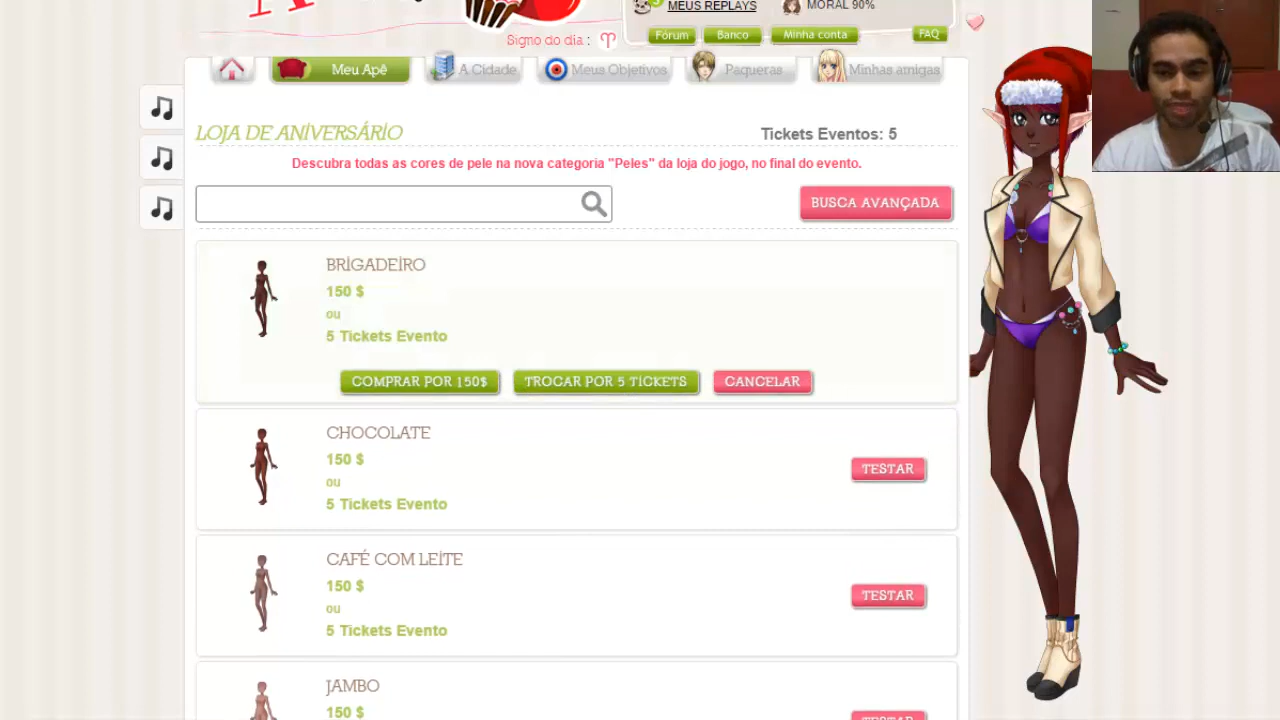 MEUS REPLAYS
MORAL 90%
Signo do dia :
Fórum
Banco
Minha conta
FAQ
Meu Apê
A Cidade
Meus Objetivos
Paqueras
Minhas amigas
LOJA DE ANIVERSÁRIO
Tickets Eventos: 5
Descubra todas as cores de pele na nova categoria "Peles" da loja do jogo, no final do evento.
BUSCA AVANÇADA
BRIGADEIRO
150 $
ou
5 Tickets Evento
COMPRAR POR 150$
TROCAR POR 5 TICKETS
CANCELAR
CHOCOLATE
150 $
ou
5 Tickets Evento
TESTAR
CAFÉ COM LEITE
150 $
ou
5 Tickets Evento
TESTAR
JAMBO
150 $
TESTAR